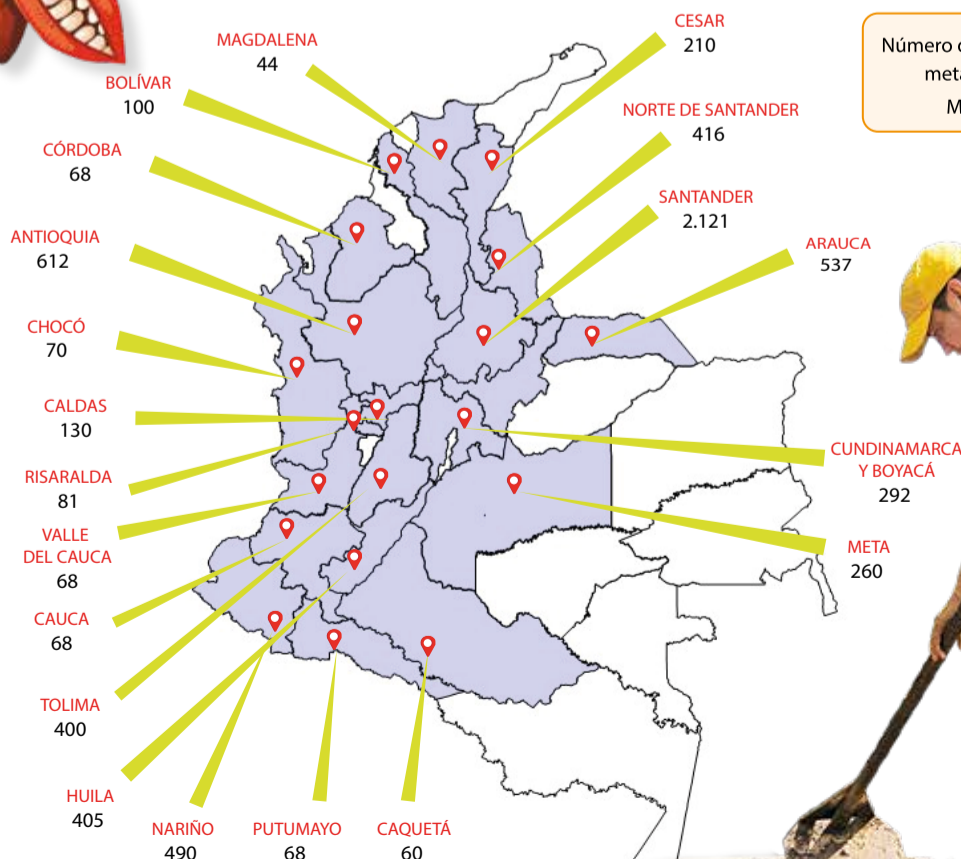 MAGDALENA
44
CESAR
210
Número
BOLÍVAR
100
NORTE DE SANTANDER
416
CÓRDOBA
68
SANTANDER
2.121
ANTIOQUIA
612
ARAUCA
537
CHOCÓ
70
CALDAS
130
CUNDINAMARCA
Y BOYACÁ
292
RISARALDA
81
VALLE
DEL CAUCA
68
META
260
CAUCA
68
TOLIMA
400
HUILA
405
NARIÑO
490
PUTUMAYO
68
CAQUETÁ
60